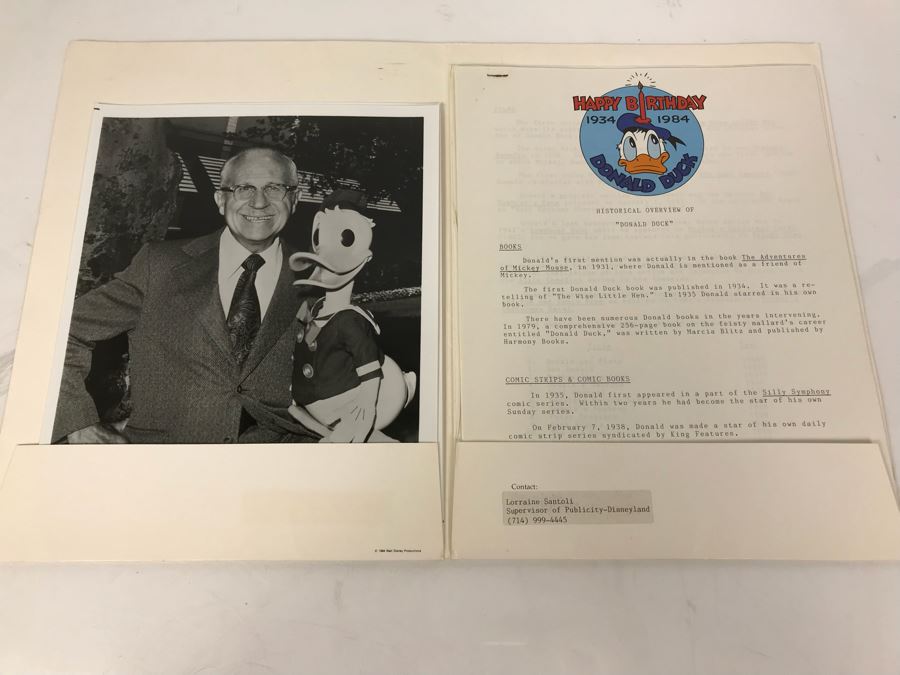 HAPPY BIRTHDAY
1934 1984
DONALD DUCK
HISTORICAL OVERVIEW OF
"DONALD DUCK"
BOOKS
Donald's first mention was actually in the book The Adventures
of Mickey Mouse, in 1931, where Donald is mentioned as a friend of
Mickey.
The first Donald Duck book was published in 1934. It was a re-
telling of "The Wise Little Hen." In 1935 Donald starred in his own
book.
There have been numerous Donald books in the years intervening.
In 1979, a comprehensive 256-page book on the feisty mallard's career
entitled "Donald Duck," was written by Marcia Blitz and published by
Harmony Books.
COMIC STRIPS & COMIC BOOKS
In 1935, Donald first appeared in a part of the Silly Symphony
comic series. Within two years he had become the star of his own
Sunday series.
On February 7, 1938, Donald was made a star of his own daily
comic strip series syndicated by King Features.
Contact:
Lorraine Santoli
Supervisor of Publicity-Disneyland
(714) 999-4445
© 1984 Walt Disney Productions